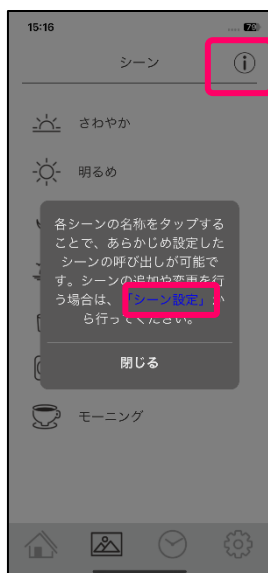 15:16
シーン
さわやか
明るめ
各シーンの名称をタップする
ことで、あらかじめ設定した
シーンの呼び出しが可能で
す。シーンの追加や変更を行
う場合は、「シーン設定」か
ら行ってください。
閉じる
モーニング